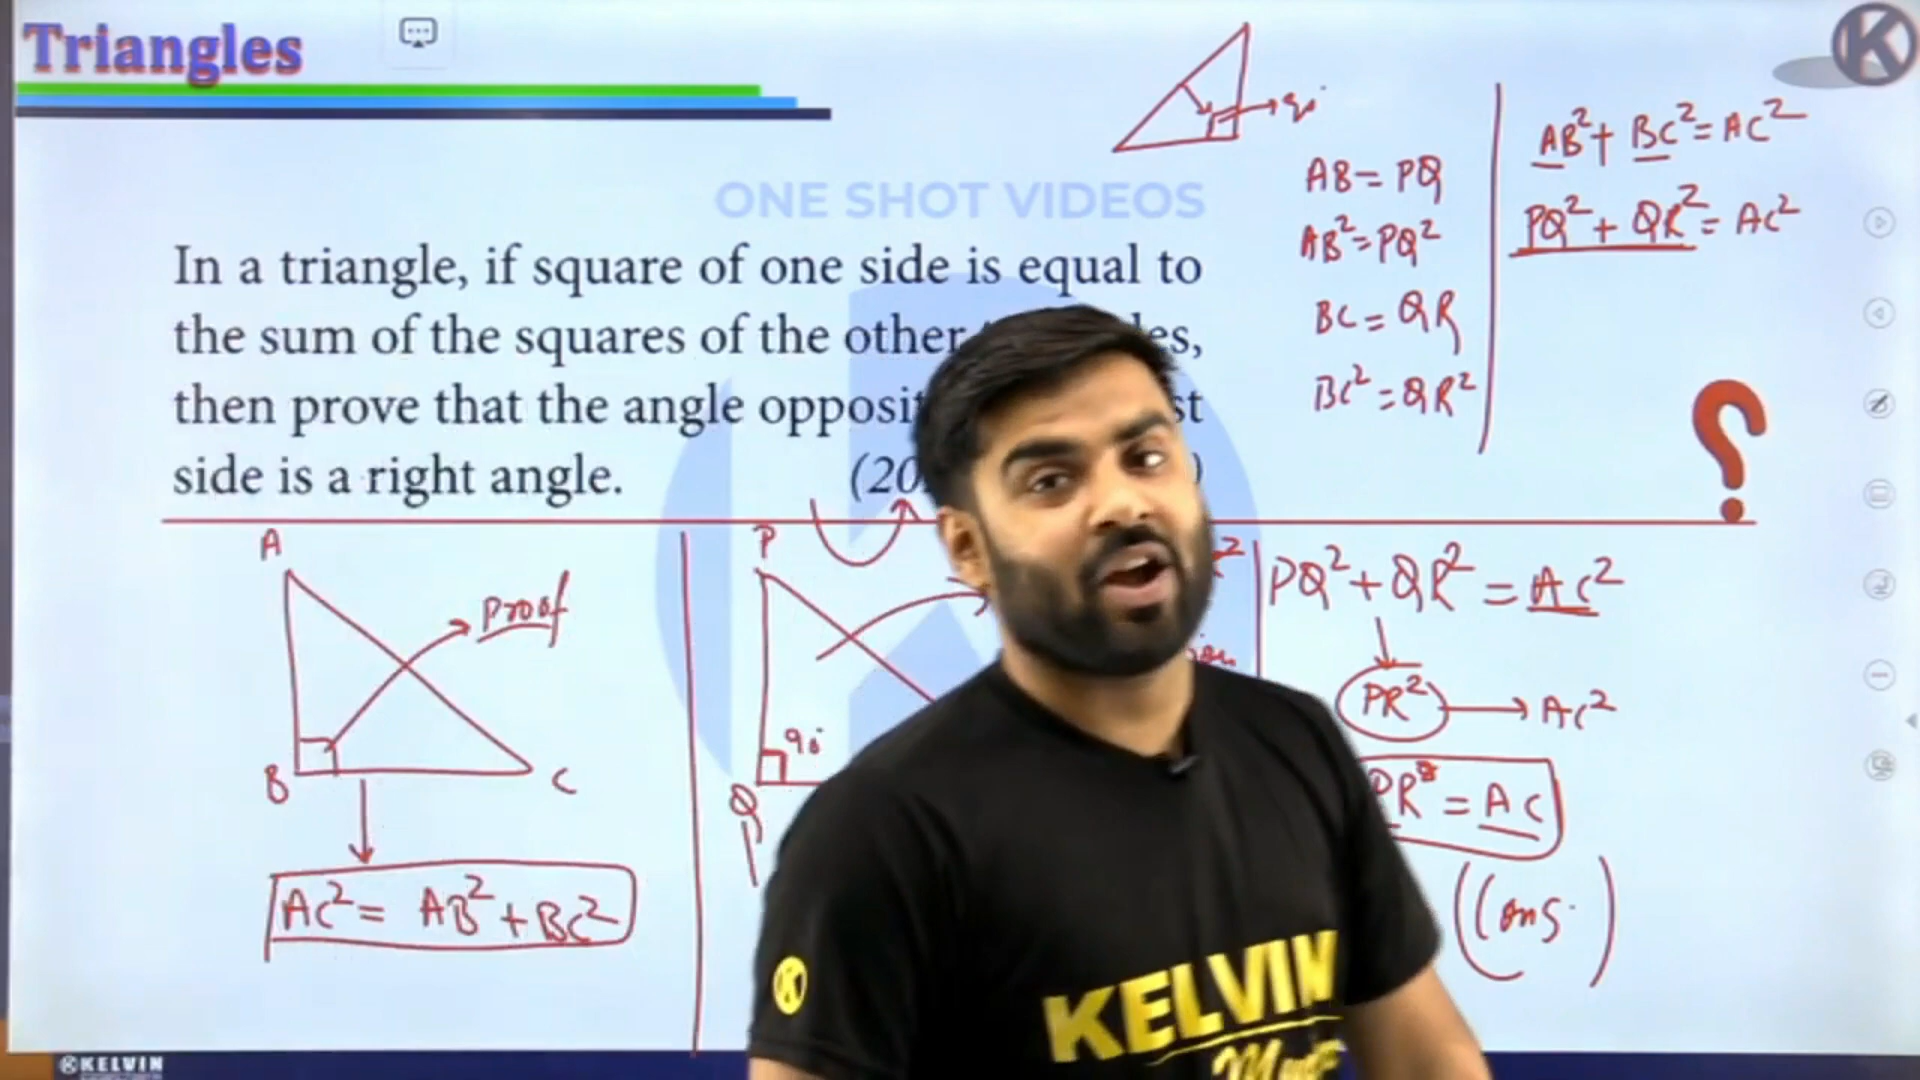 Triangles
K
ONE SHOT VIDEOS
In a triangle, if square of one side is equal to
the sum of the squares of the other
then prove that the angle
side is a right angle.
AB = PQ
AB² = PQ²
BC = QR
BC² = QR²
AB² + BC² = AC²
PQ² + QR² = AC²
?
A
B
C
Proof
AC² = AB² + BC²
P
Q
90°
PQ² + QR² = AC²
PR² → AC²
= AC
(Ans.)
K
KELVIN
KELVIN